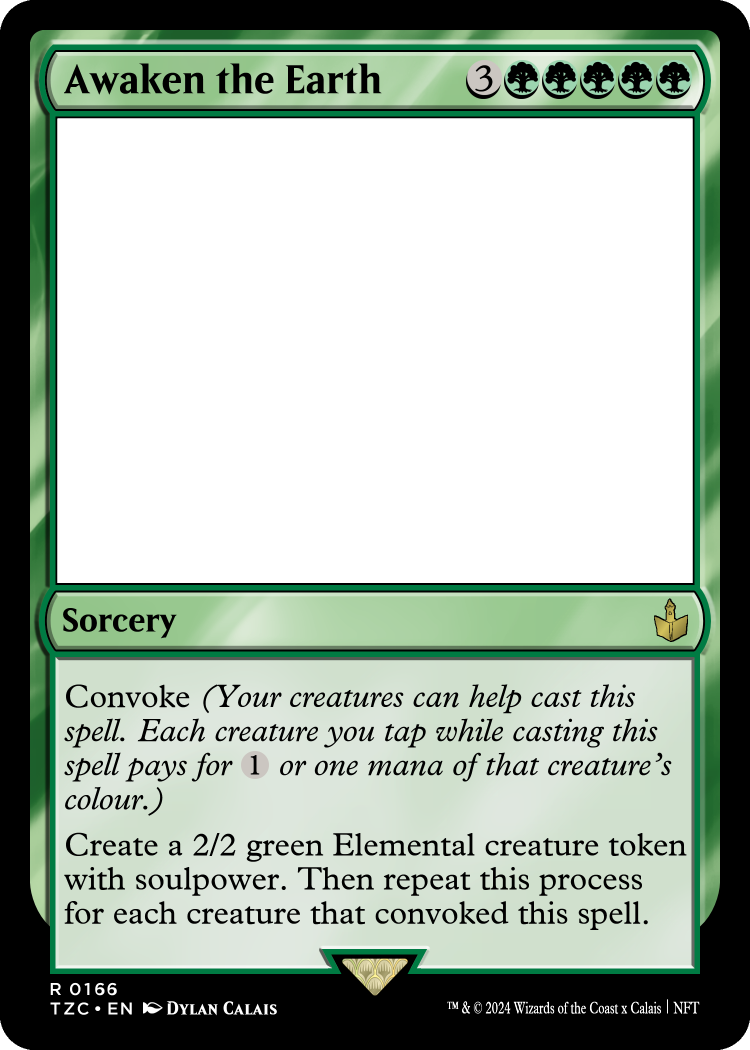 Awaken the Earth 3
Sorcery
Convoke (Your creatures can help cast this
spell. Each creature you tap while casting this
spell pays for 1 or one mana of that creature's
colour.)
Create a 2/2 green Elemental creature token
with soulpower. Then repeat this process
for each creature that convoked this spell.
R 0166
TZC • EN Dylan Calais
™ & © 2024 Wizards of the Coast x Calais | NFT